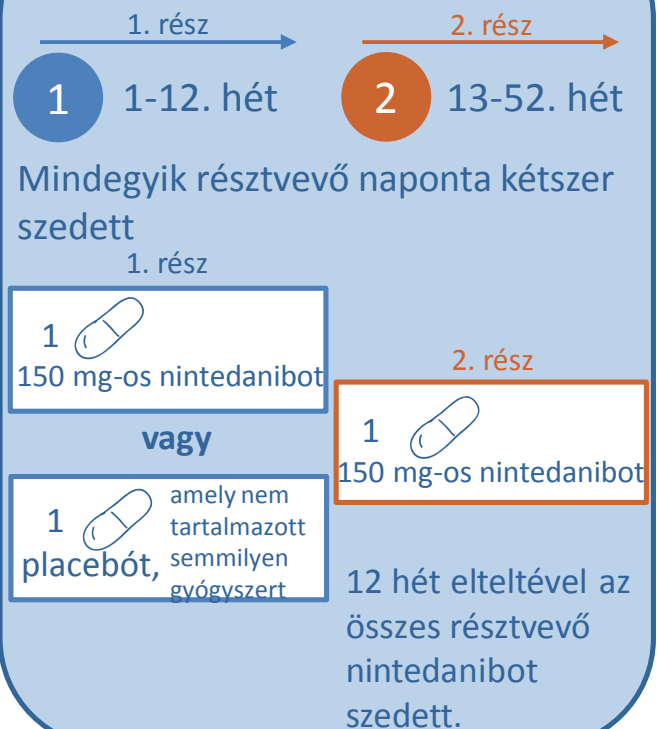 1. rész
2. rész
1
1-12. hét
2
13-52. hét
Mindegyik résztvevő naponta kétszer
szedett
1. rész
1
150 mg-os nintedanibot
vagy
1
placebót,
amely nem
tartalmazott
semmilyen
gyógyszert
2. rész
1
150 mg-os nintedanibot
12 hét elteltével az
összes résztvevő
nintedanibot
szedett.